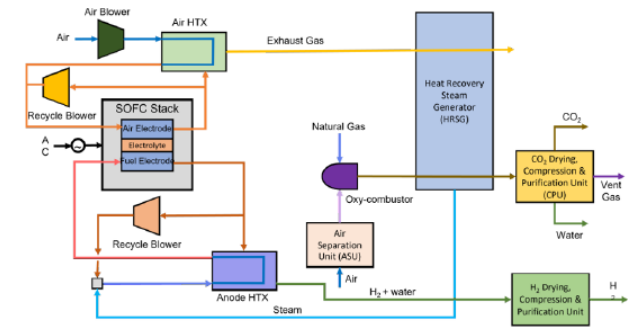 Air Blower
Air HTX
Air
Exhaust Gas
Recycle Blower
SOFC Stack
Air Electrode
Electrolyte
Fuel Electrode
A
C
Heat Recovery
Steam
Generator
(HRSG)
Natural Gas
Oxy-combustor
Air
Separation
Unit (ASU)
Air
CO2
CO2 Drying,
Compression &
Purification Unit
(CPU)
Vent
Gas
Water
Recycle Blower
Anode HTX
H2 + water
Steam
H2 Drying,
Compression &
Purification Unit
H
2